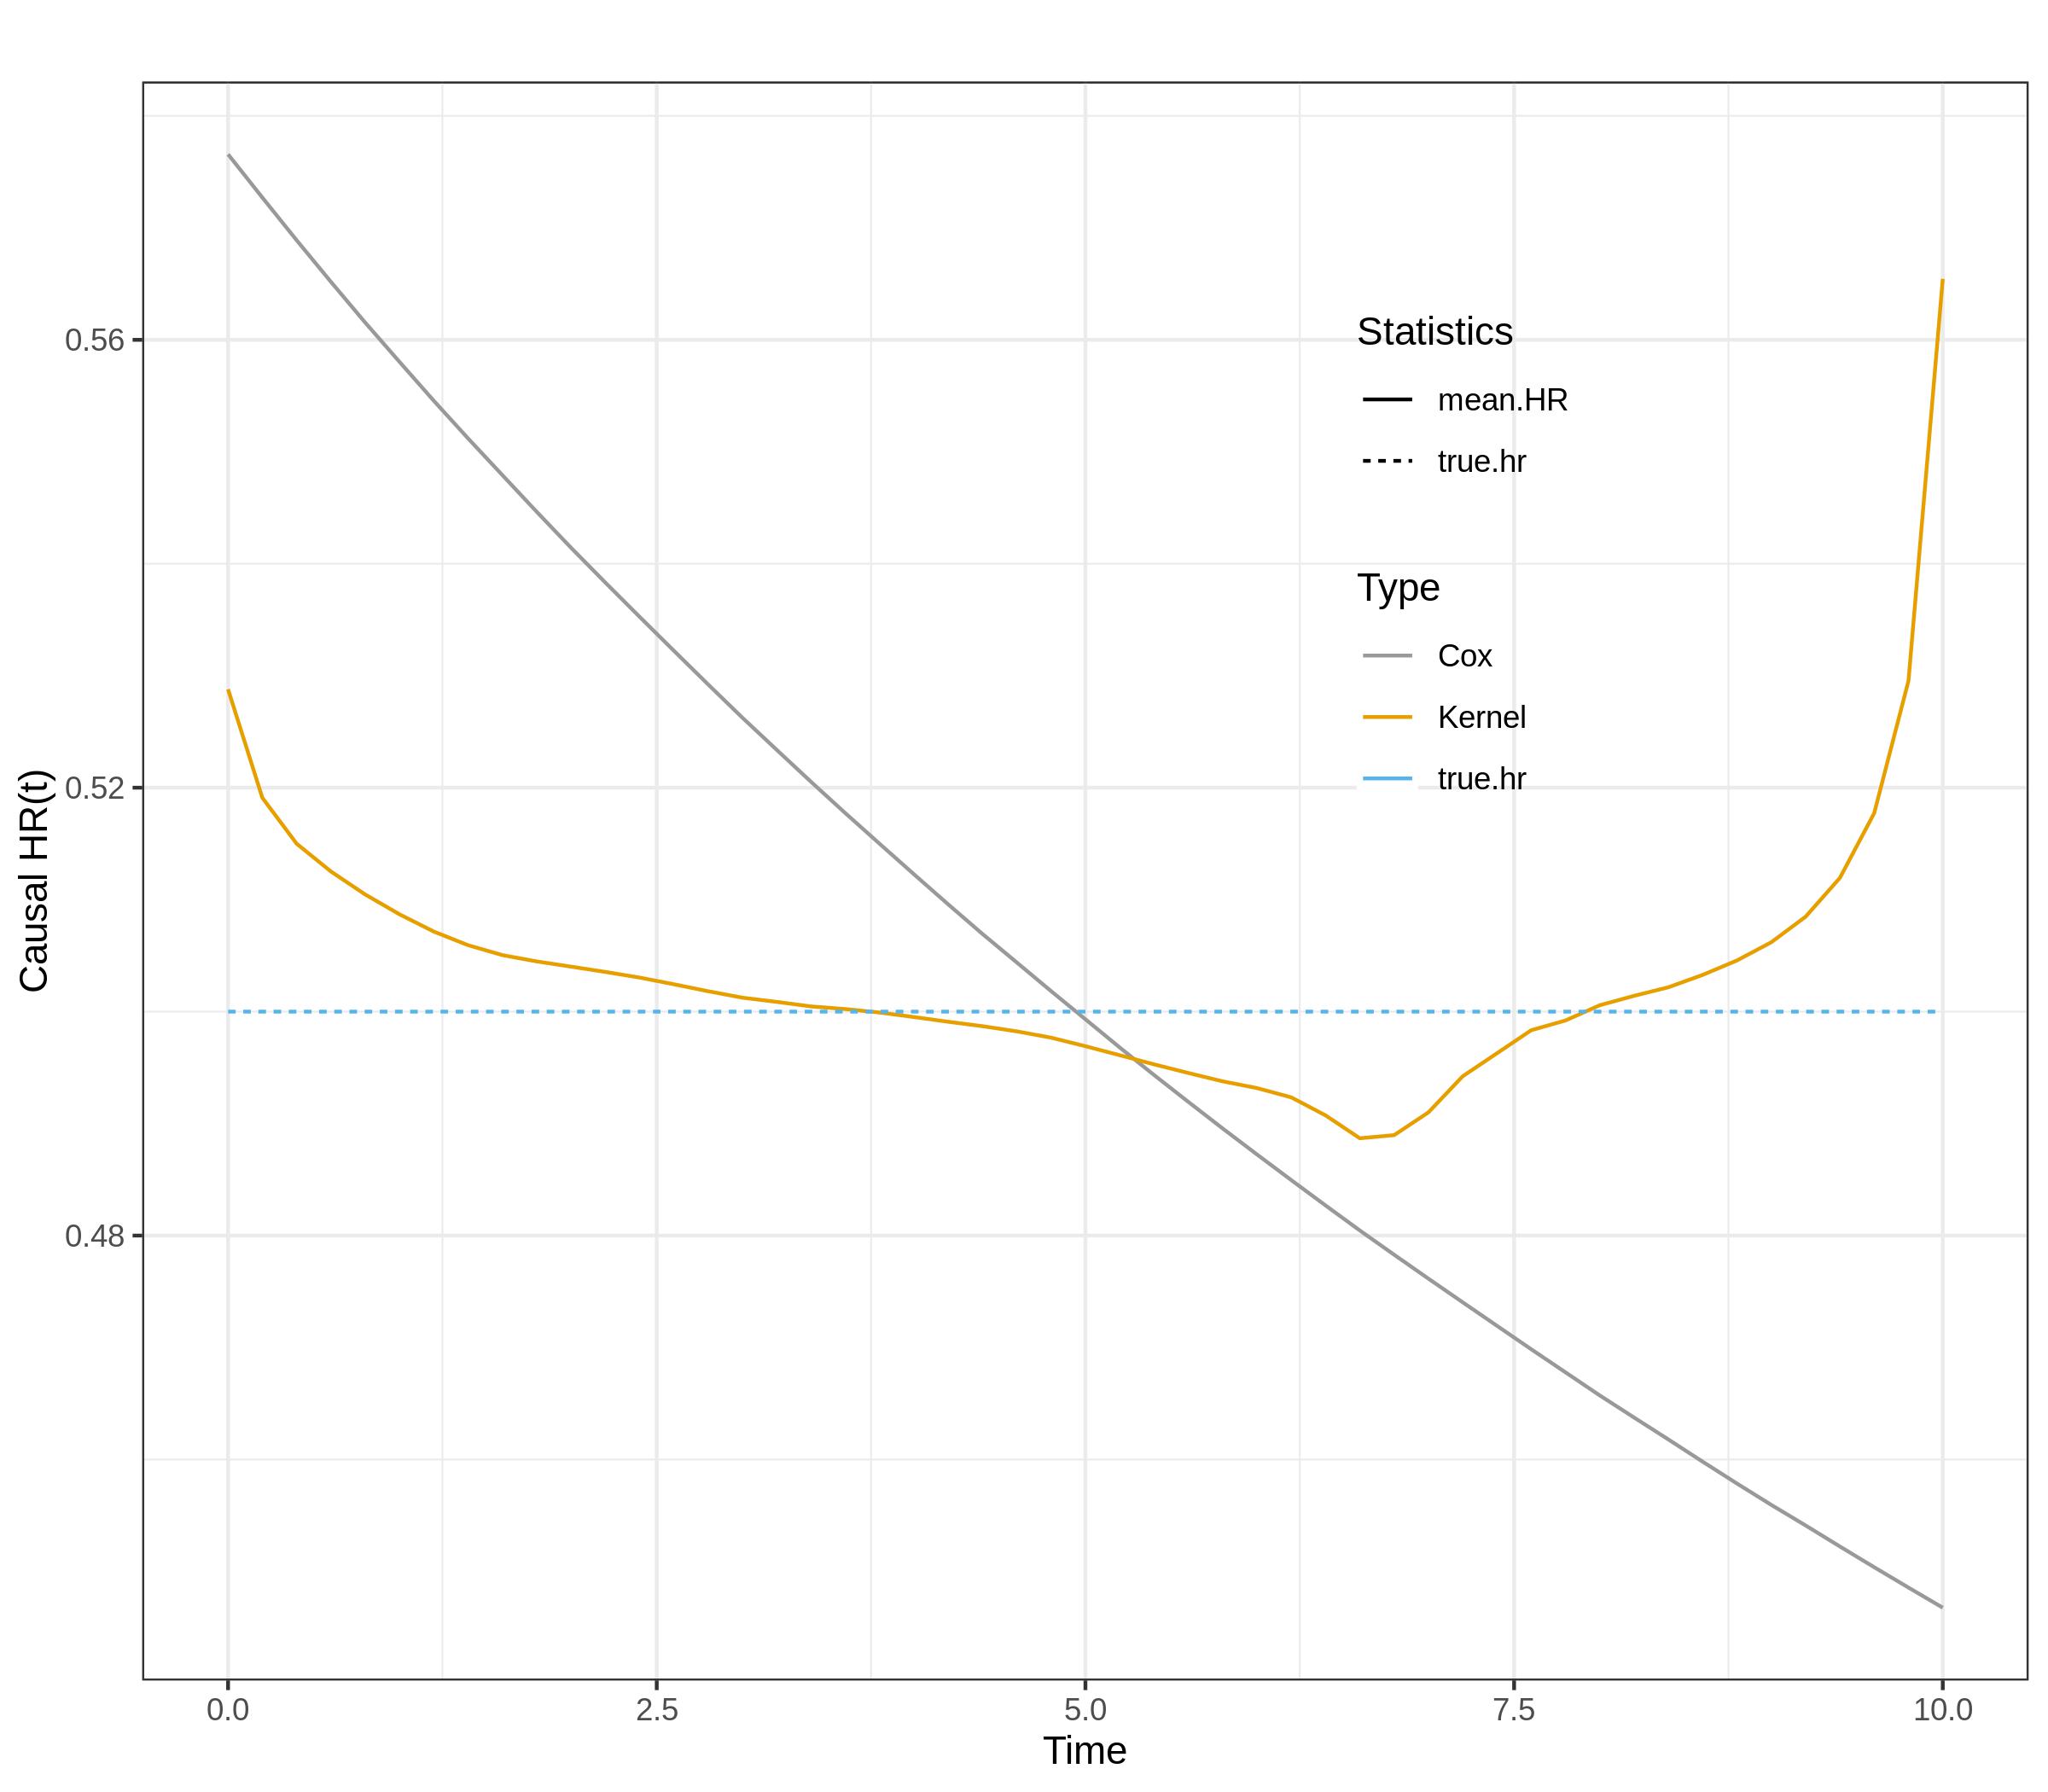 Causal HR(t)
0.56
0.52
0.48
Statistics
mean.HR
true.hr
Type
Cox
Kernel
true.hr
0.0
2.5
5.0
7.5
10.0
Time